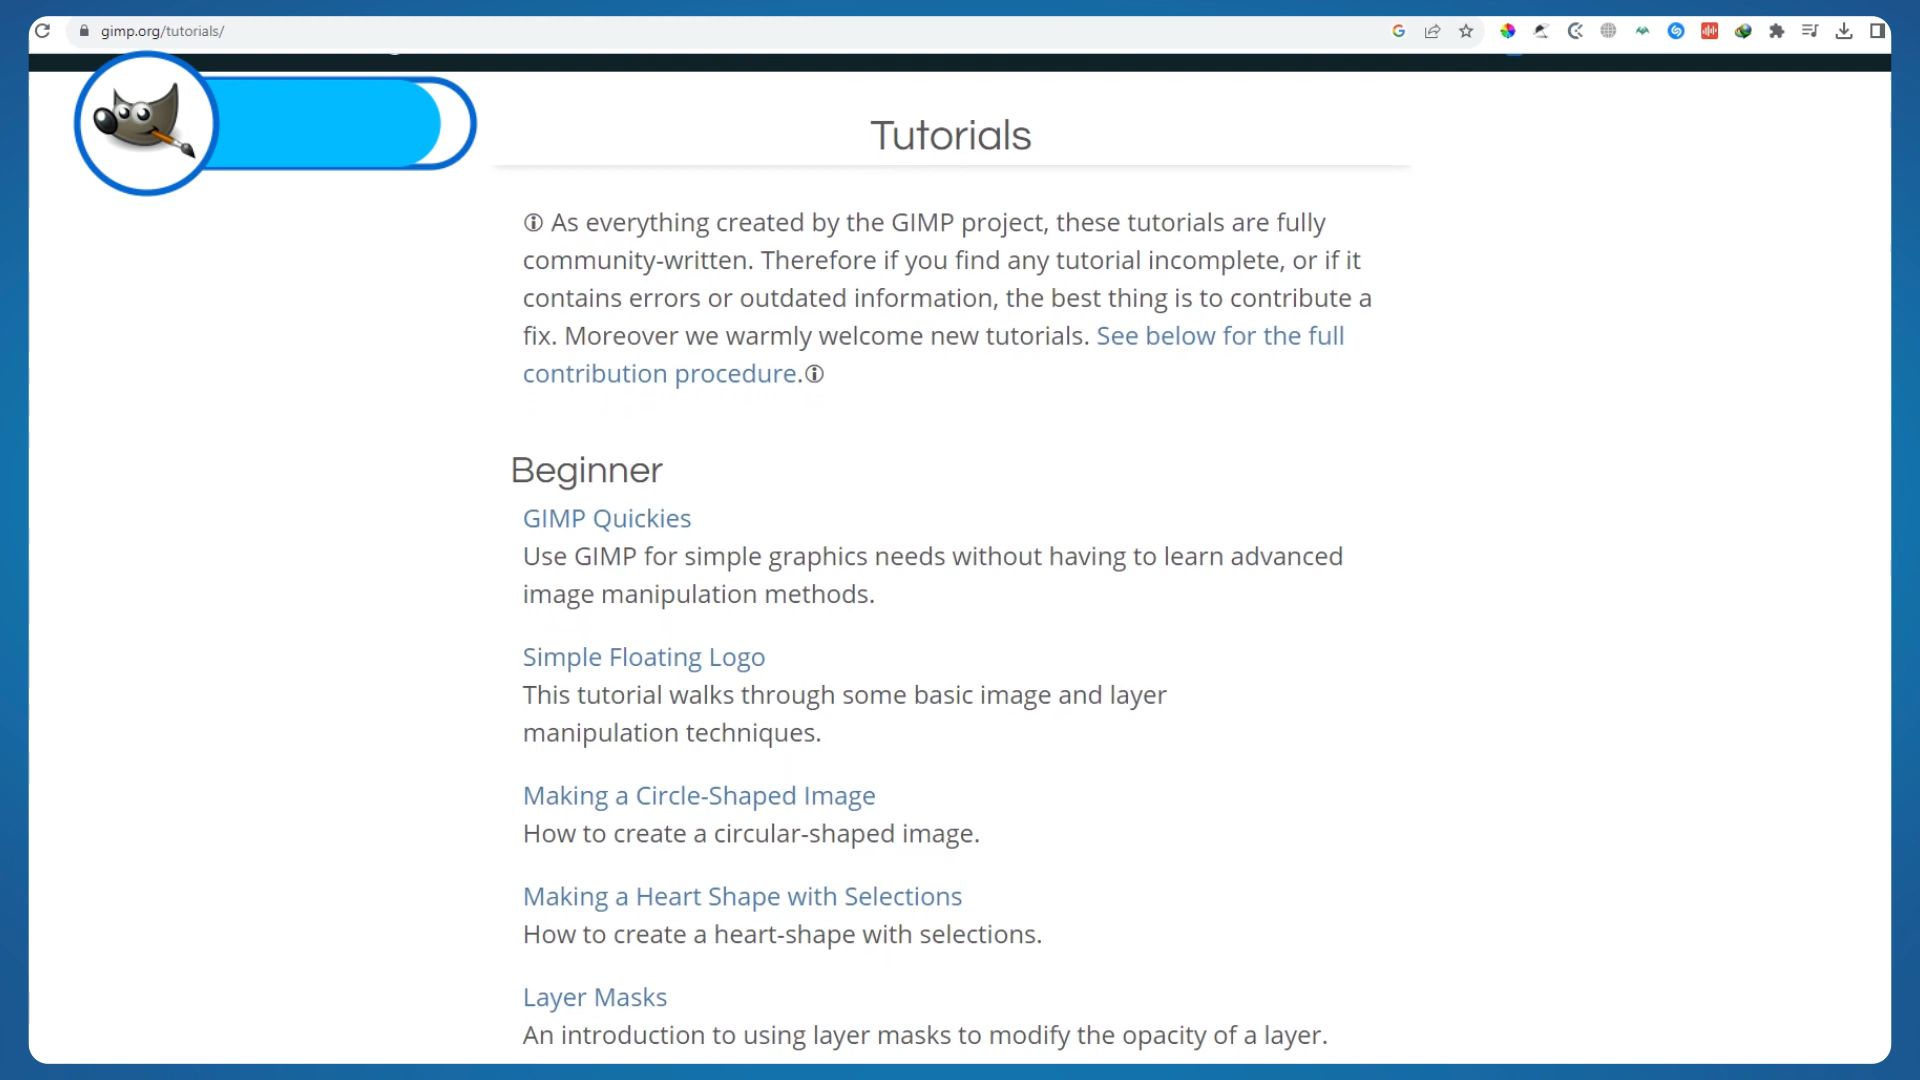 gimp.org/tutorials/
Tutorials
ⓘ As everything created by the GIMP project, these tutorials are fully
community-written. Therefore if you find any tutorial incomplete, or if it
contains errors or outdated information, the best thing is to contribute a
fix. Moreover we warmly welcome new tutorials. See below for the full
contribution procedure.ⓘ
Beginner
GIMP Quickies
Use GIMP for simple graphics needs without having to learn advanced
image manipulation methods.
Simple Floating Logo
This tutorial walks through some basic image and layer
manipulation techniques.
Making a Circle-Shaped Image
How to create a circular-shaped image.
Making a Heart Shape with Selections
How to create a heart-shape with selections.
Layer Masks
An introduction to using layer masks to modify the opacity of a layer.